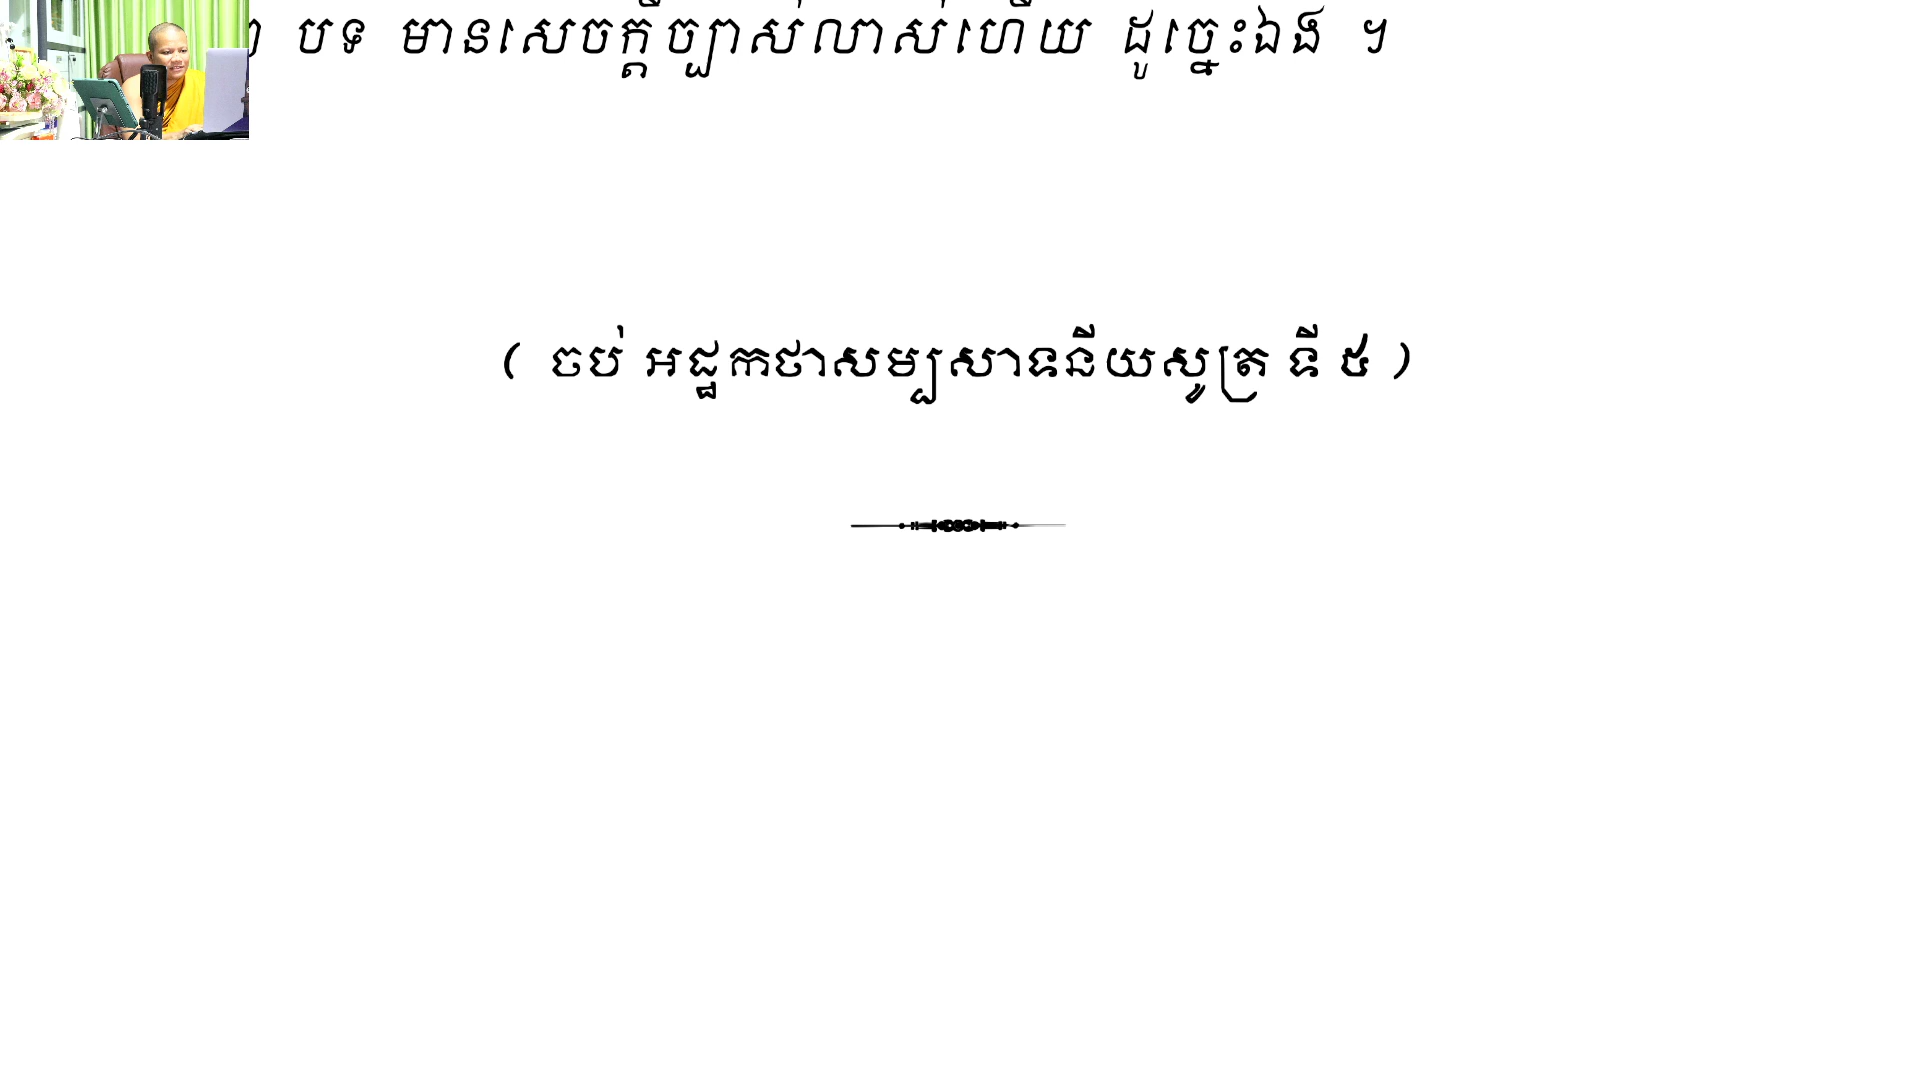 បទ មានសេចក្តីច្បាស់លាស់ហើយ ដូច្នេះឯង ។
( ចប់ អដ្ឋកថាសម្បសាទនីយសូត្រ ទី ៥ )